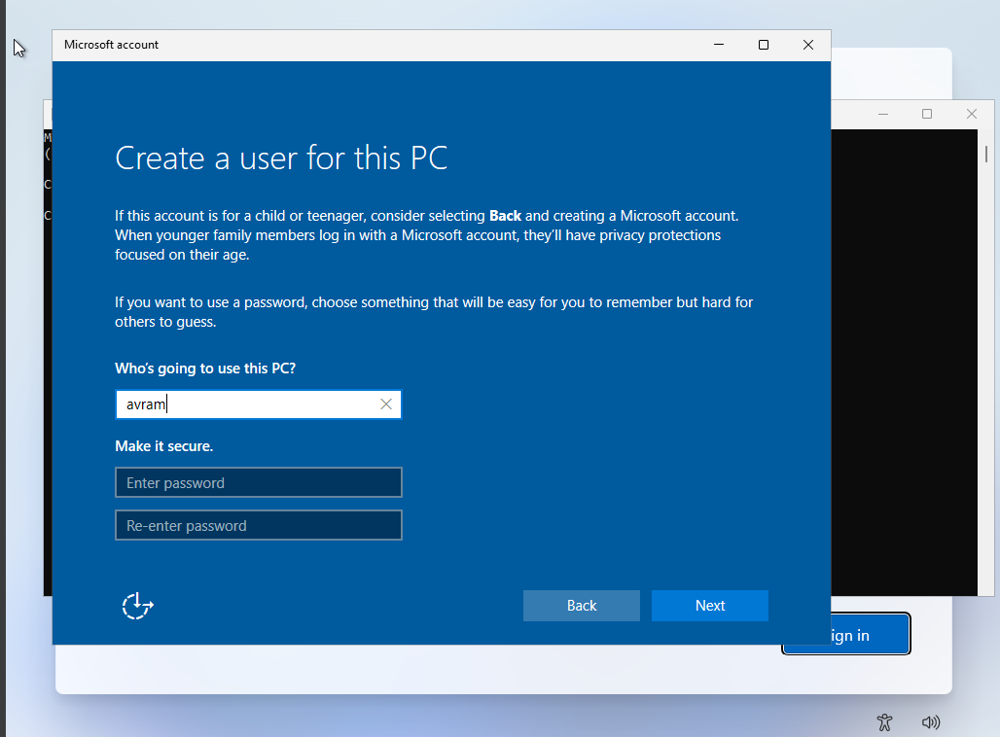 Microsoft account
M
(
C
C
Create a user for this PC
If this account is for a child or teenager, consider selecting Back and creating a Microsoft account.
When younger family members log in with a Microsoft account, they'll have privacy protections
focused on their age.
If you want to use a password, choose something that will be easy for you to remember but hard for
others to guess.
Who's going to use this PC?
avram
Make it secure.
Enter password
Re-enter password
Back
Next
ign in